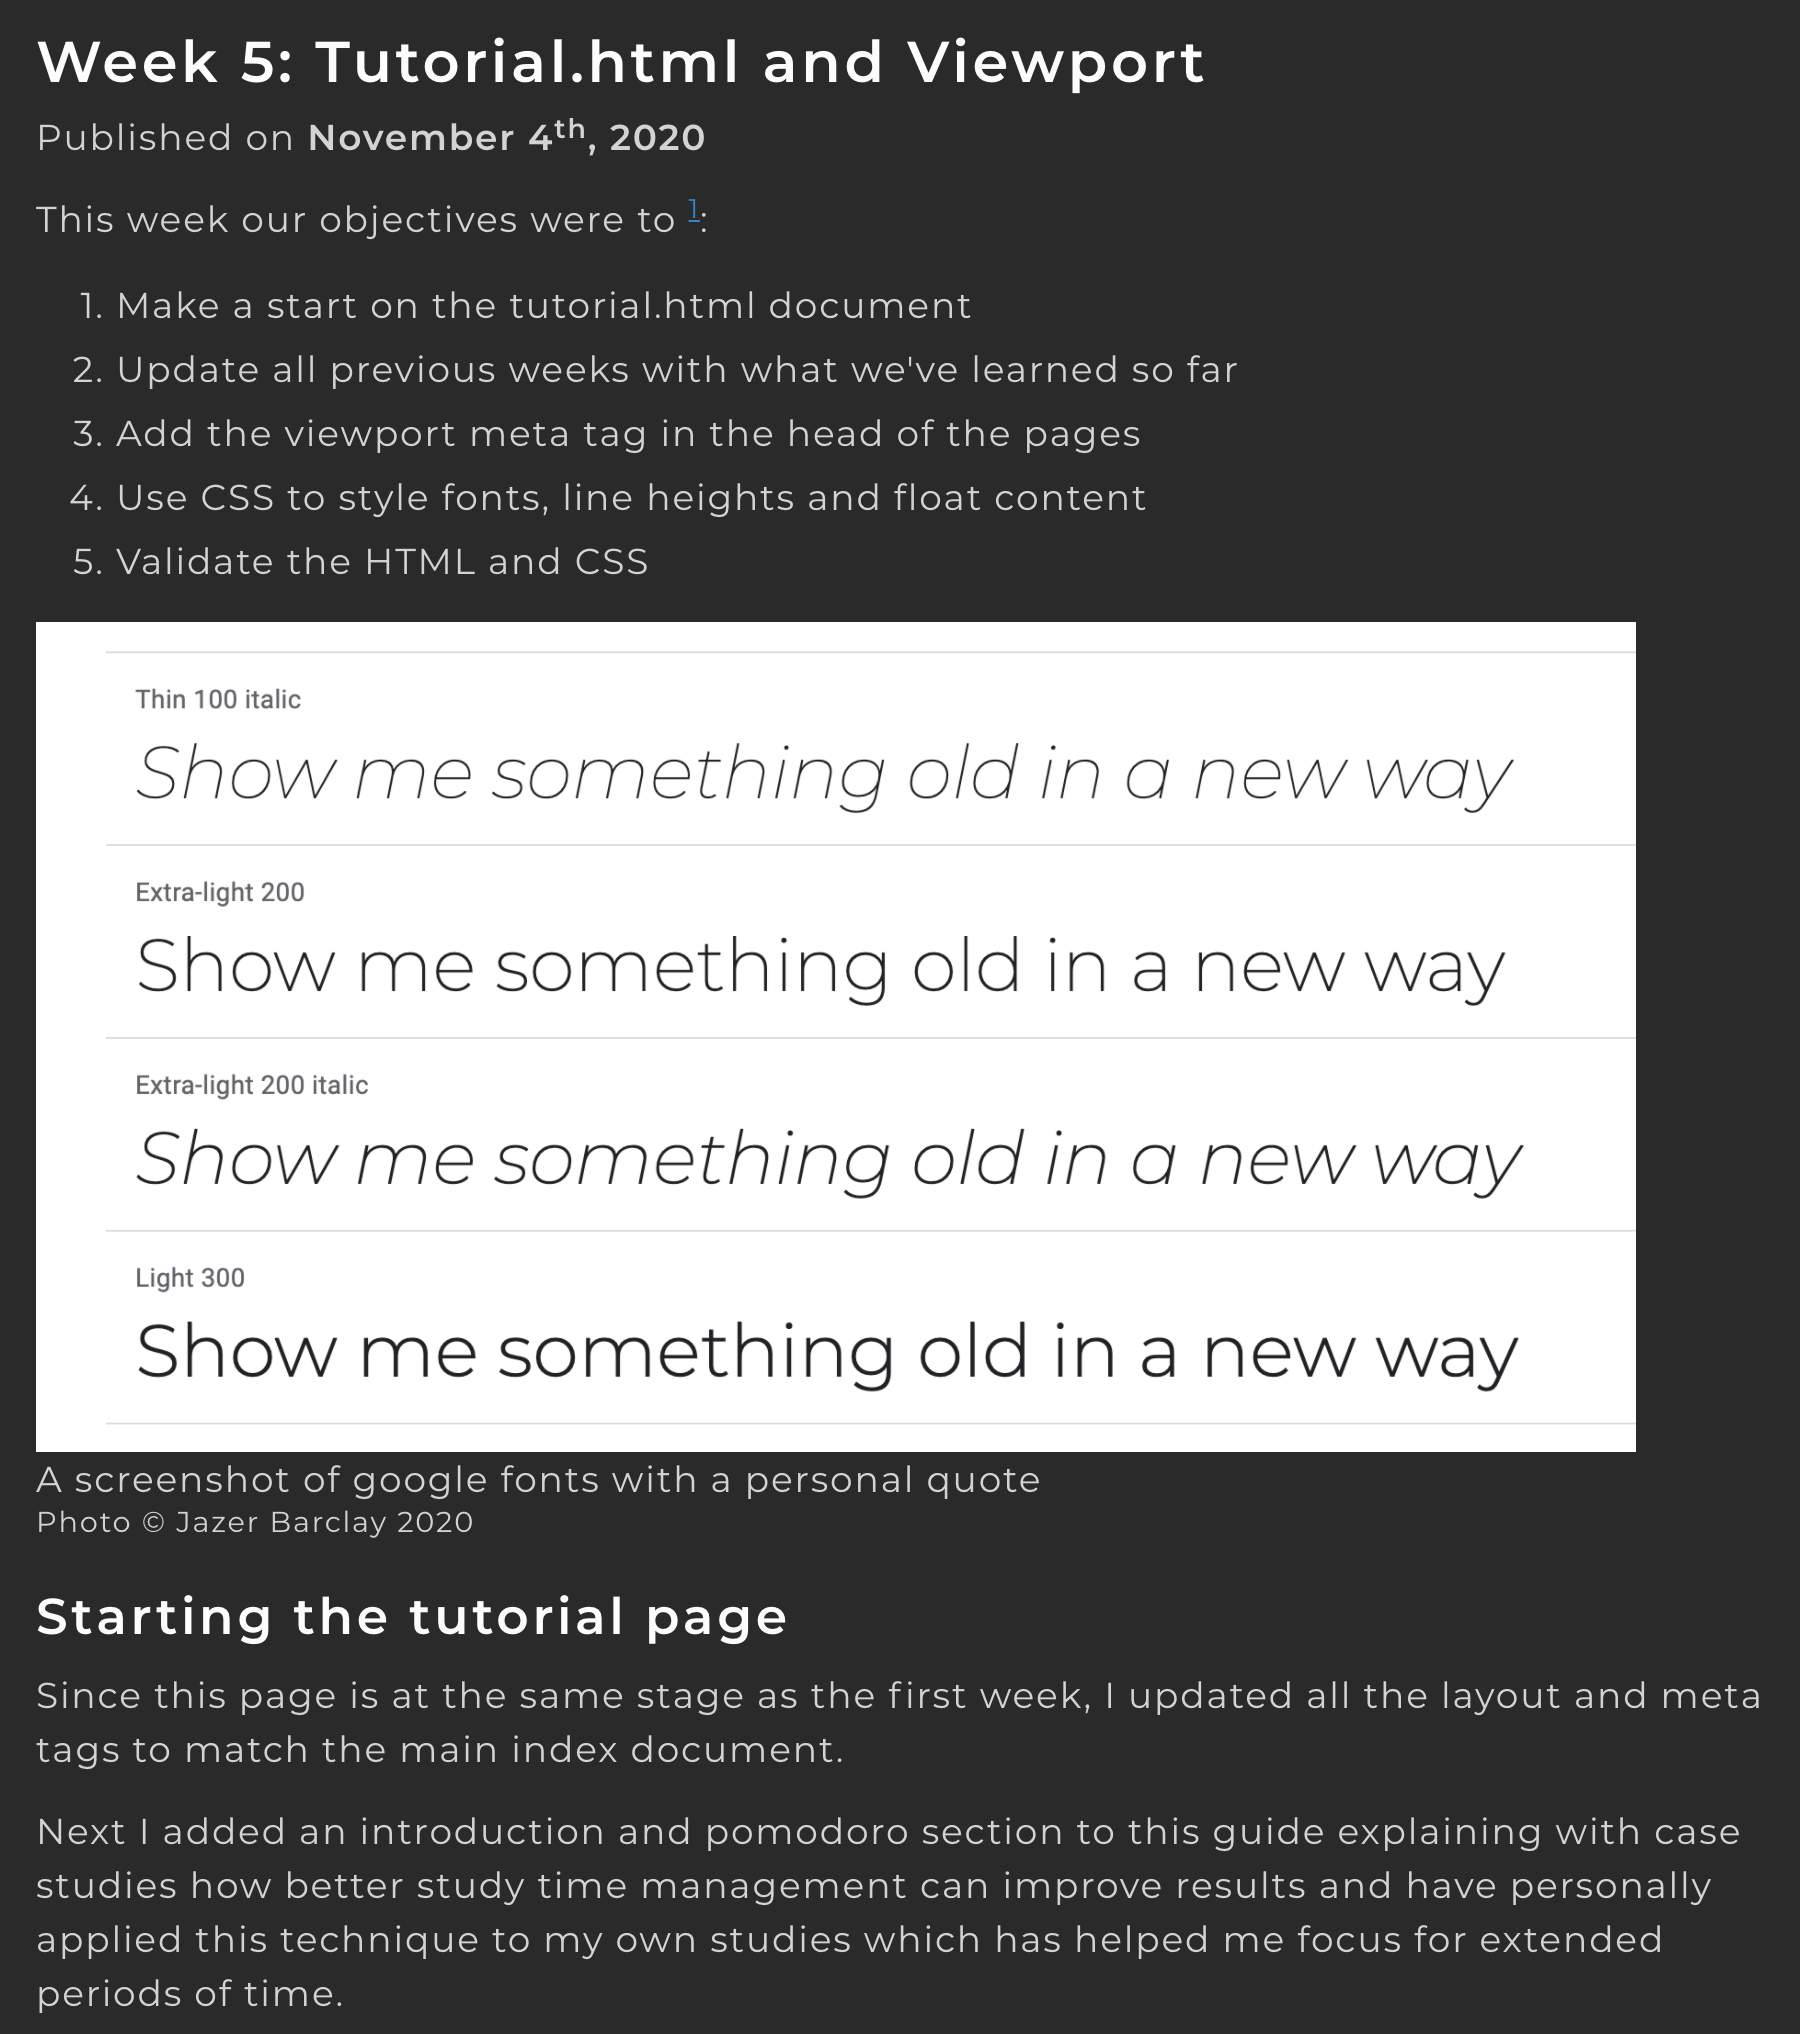 Week 5: Tutorial.html and Viewport
Published on November 4th, 2020
This week our objectives were to 1:
1. Make a start on the tutorial.html document
2. Update all previous weeks with what we've learned so far
3. Add the viewport meta tag in the head of the pages
4. Use CSS to style fonts, line heights and float content
5. Validate the HTML and CSS
Thin 100 italic
Show me something old in a new way
Extra-light 200
Show me something old in a new way
Extra-light 200 italic
Show me something old in a new way
Light 300
Show me something old in a new way
A screenshot of google fonts with a personal quote
Photo © Jazer Barclay 2020
Starting the tutorial page
Since this page is at the same stage as the first week, I updated all the layout and meta
tags to match the main index document.
Next I added an introduction and pomodoro section to this guide explaining with case
studies how better study time management can improve results and have personally
applied this technique to my own studies which has helped me focus for extended
periods of time.